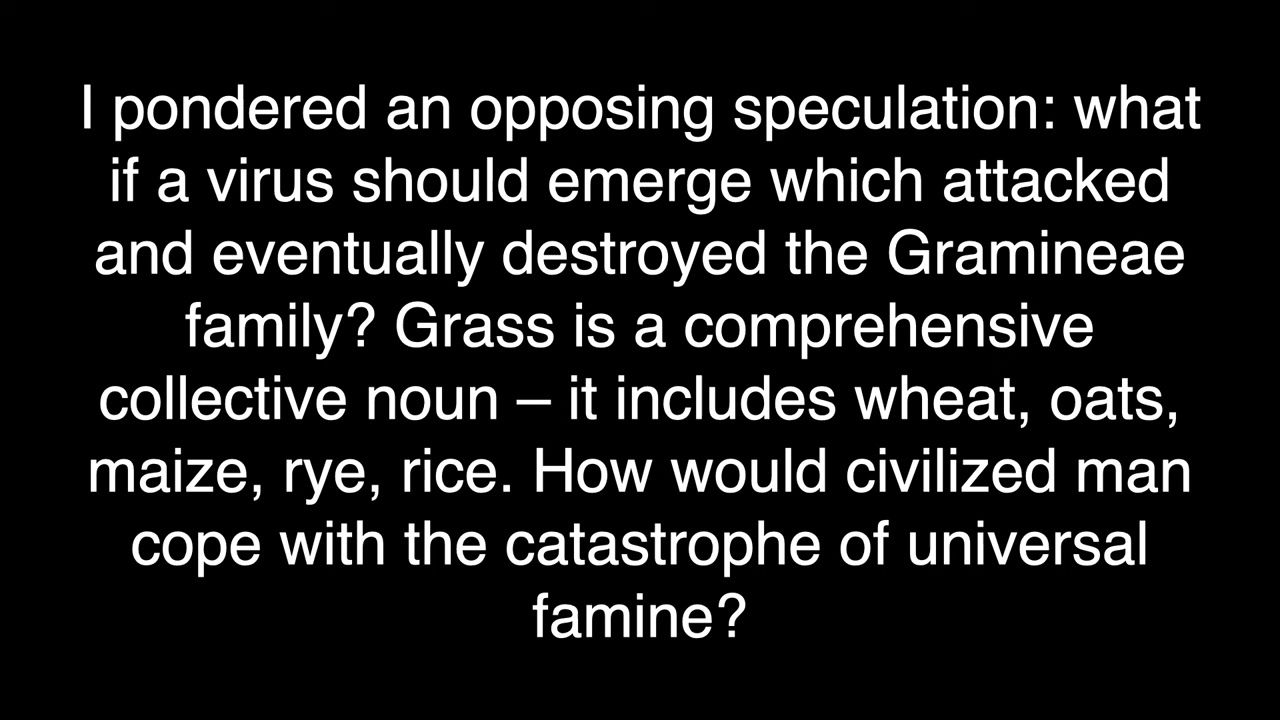 I pondered an opposing speculation: what
if a virus should emerge which attacked
and eventually destroyed the Gramineae
family? Grass is a comprehensive
collective noun – it includes wheat, oats,
maize, rye, rice. How would civilized man
cope with the catastrophe of universal
famine?